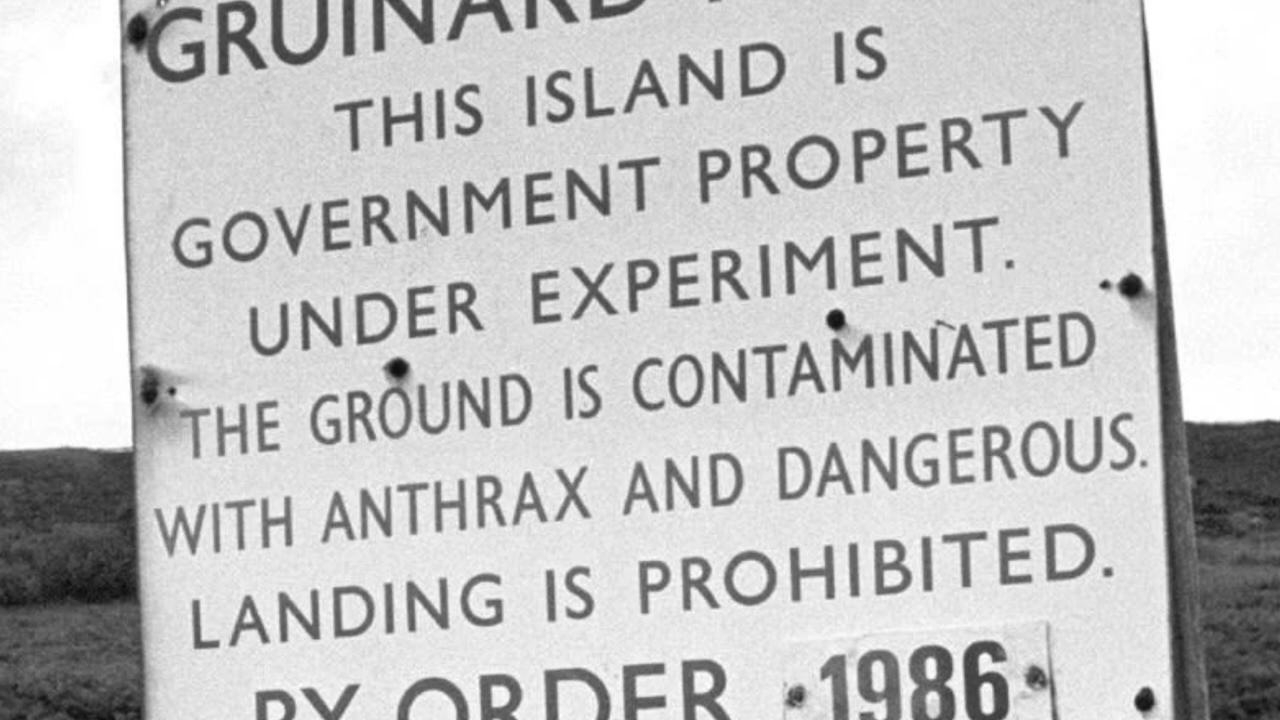 GRUINARD
THIS ISLAND IS
GOVERNMENT PROPERTY
UNDER EXPERIMENT.
THE GROUND IS CONTAMINATED
WITH ANTHRAX AND DANGEROUS.
LANDING IS PROHIBITED.
BY ORDER 1986